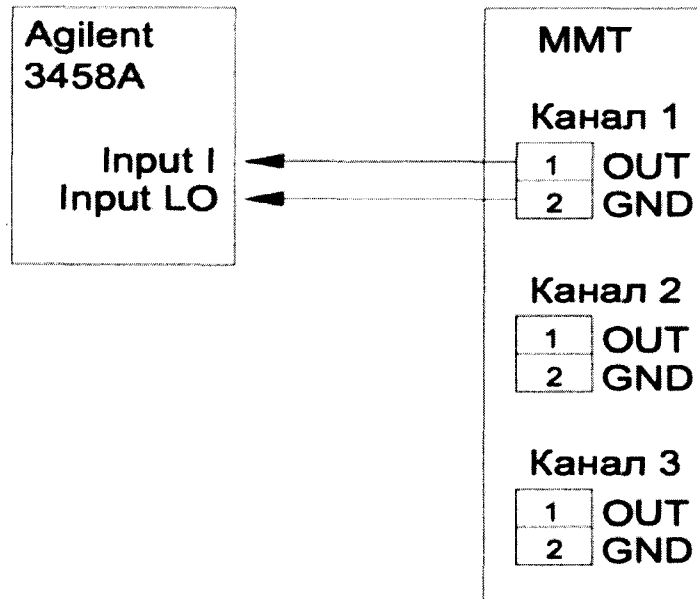 Agilent
3458A
Input I
Input LO
ММТ
Канал 1
1 OUT
2 GND
Канал 2
1 OUT
2 GND
Канал 3
1 OUT
2 GND